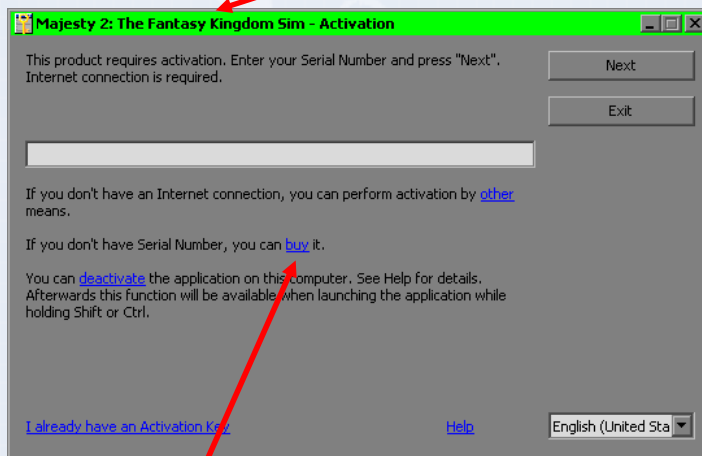 Majesty 2: The Fantasy Kingdom Sim - Activation
This product requires activation. Enter your Serial Number and press "Next".
Internet connection is required.
Next
Exit
If you don't have an Internet connection, you can perform activation by other
means.
If you don't have Serial Number, you can buy it.
You can deactivate the application on this computer. See Help for details.
Afterwards this function will be available when launching the application while
holding Shift or Ctrl.
I already have an Activation Key
Help
English (United Sta